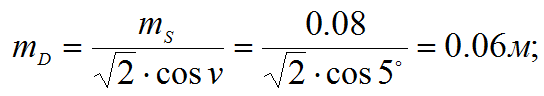 m_D = m_S / (√2 · cos ν) = 0.08 / (√2 · cos 5°) = 0.06м;